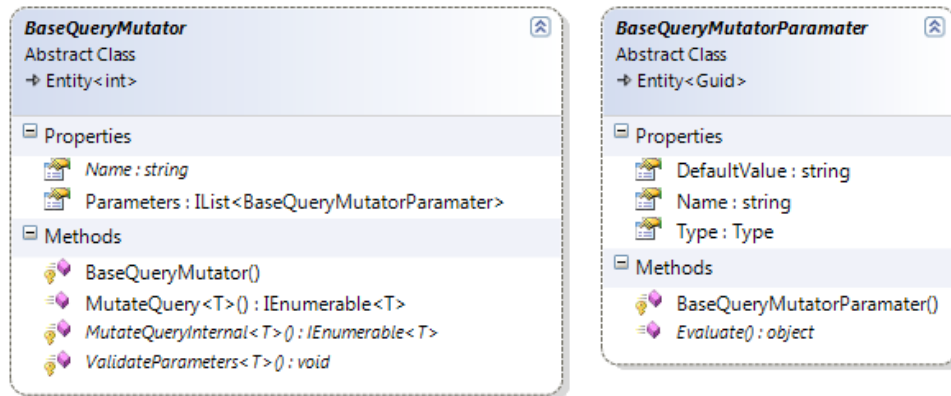 BaseQueryMutator
Abstract Class
Entity<int>
Properties
Name : string
Parameters : IList<BaseQueryMutatorParamater>
Methods
BaseQueryMutator()
MutateQuery<T>() : IEnumerable<T>
MutateQueryInternal<T>() : IEnumerable<T>
ValidateParameters<T>() : void
BaseQueryMutatorParamater
Abstract Class
Entity<Guid>
Properties
DefaultValue : string
Name : string
Type : Type
Methods
BaseQueryMutatorParamater()
Evaluate() : object